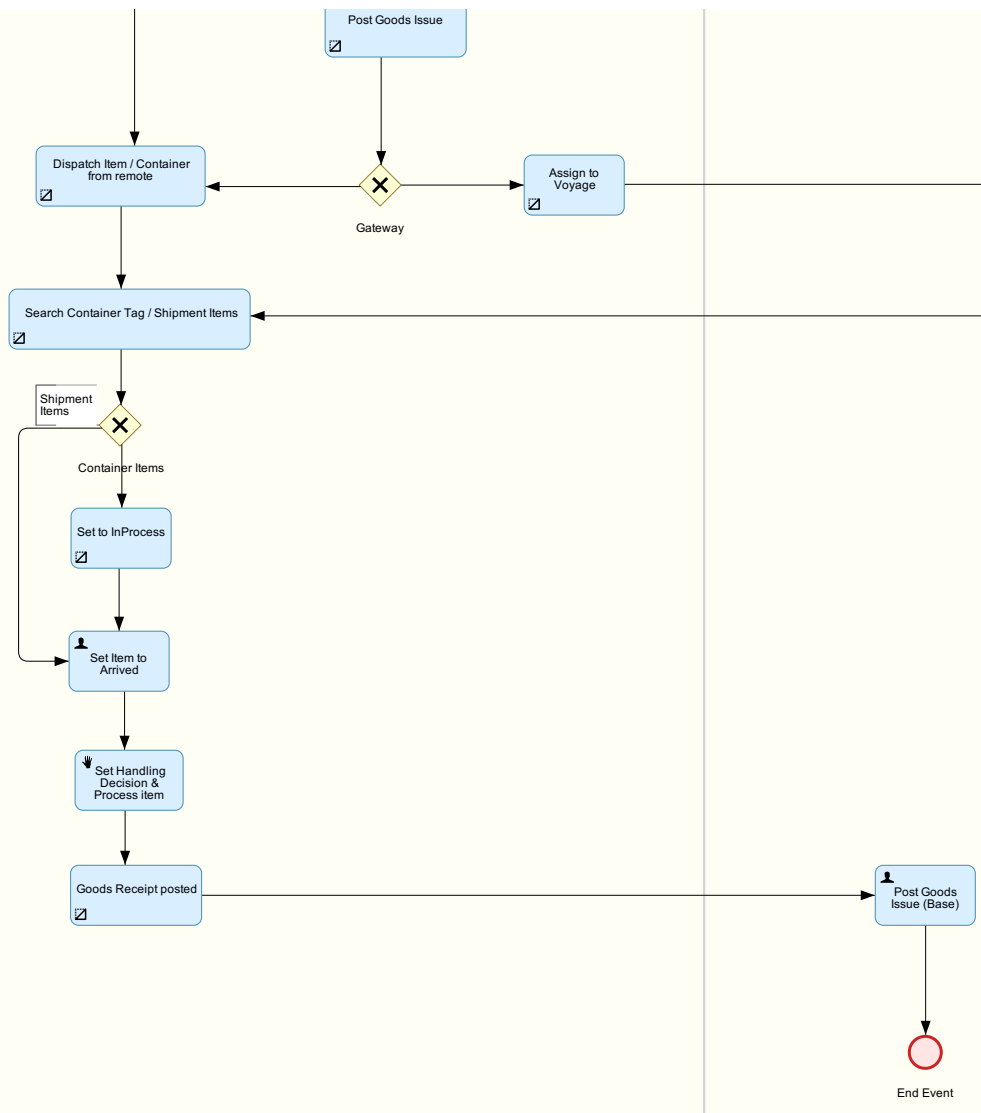 Post Goods Issue
Dispatch Item / Container
from remote
Assign to
Voyage
Gateway
Search Container Tag / Shipment Items
Shipment
Items
Container Items
Set to InProcess
Set Item to
Arrived
Set Handling
Decision &
Process item
Goods Receipt posted
Post Goods
Issue (Base)
End Event